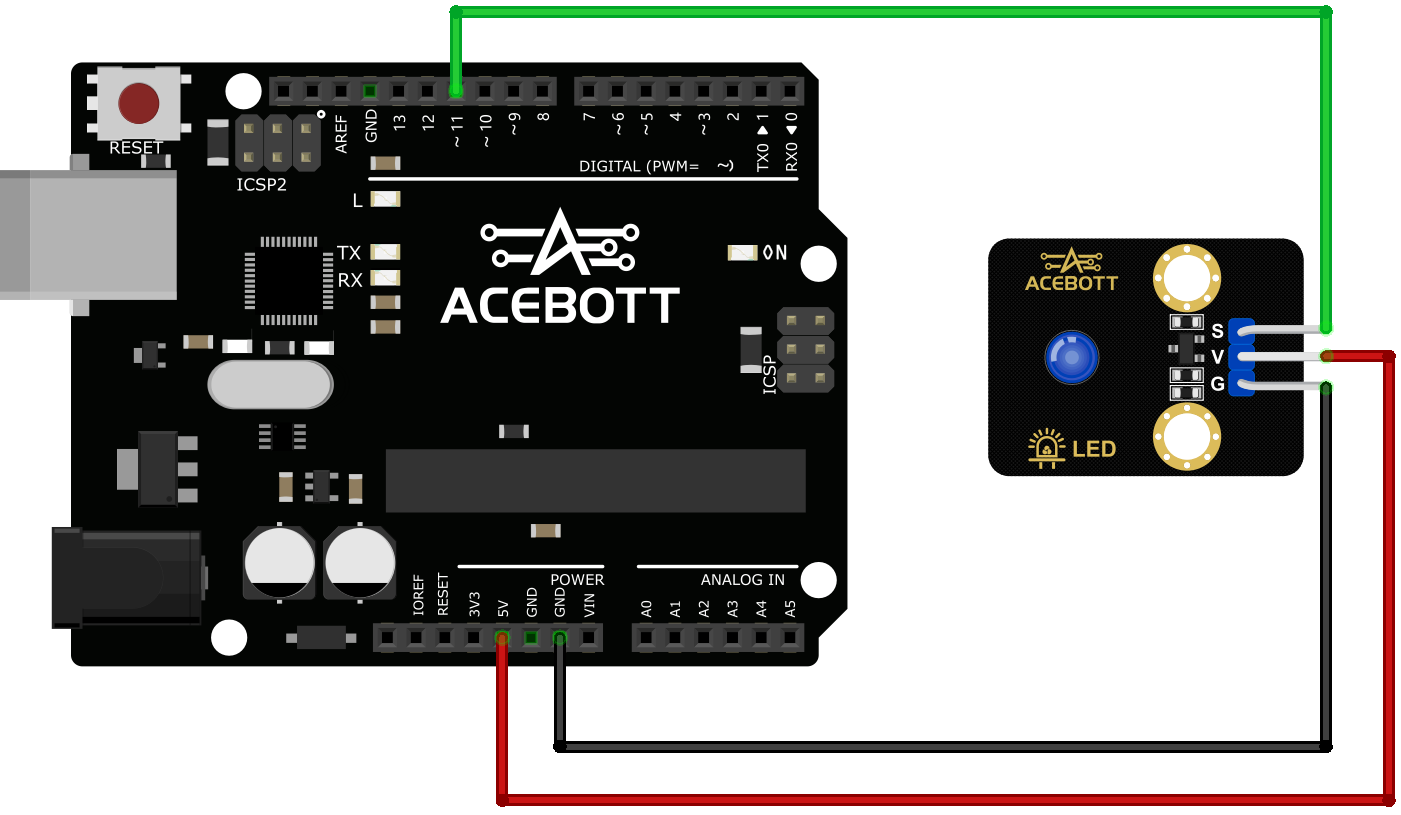 RESET
ICSP2
AREF
GND
13
12
~11
~10
~9
8
7
~6
~5
4
~3
2
TX0 ▶ 1
RX0 ◀ 0
DIGITAL (PWM= ~)
L
TX
RX
ON
ACEBOTT
ICSP
POWER
ANALOG IN
IOREF
RESET
3V3
5V
GND
GND
VIN
A0
A1
A2
A3
A4
A5
ACEBOTT
S
V
G
LED